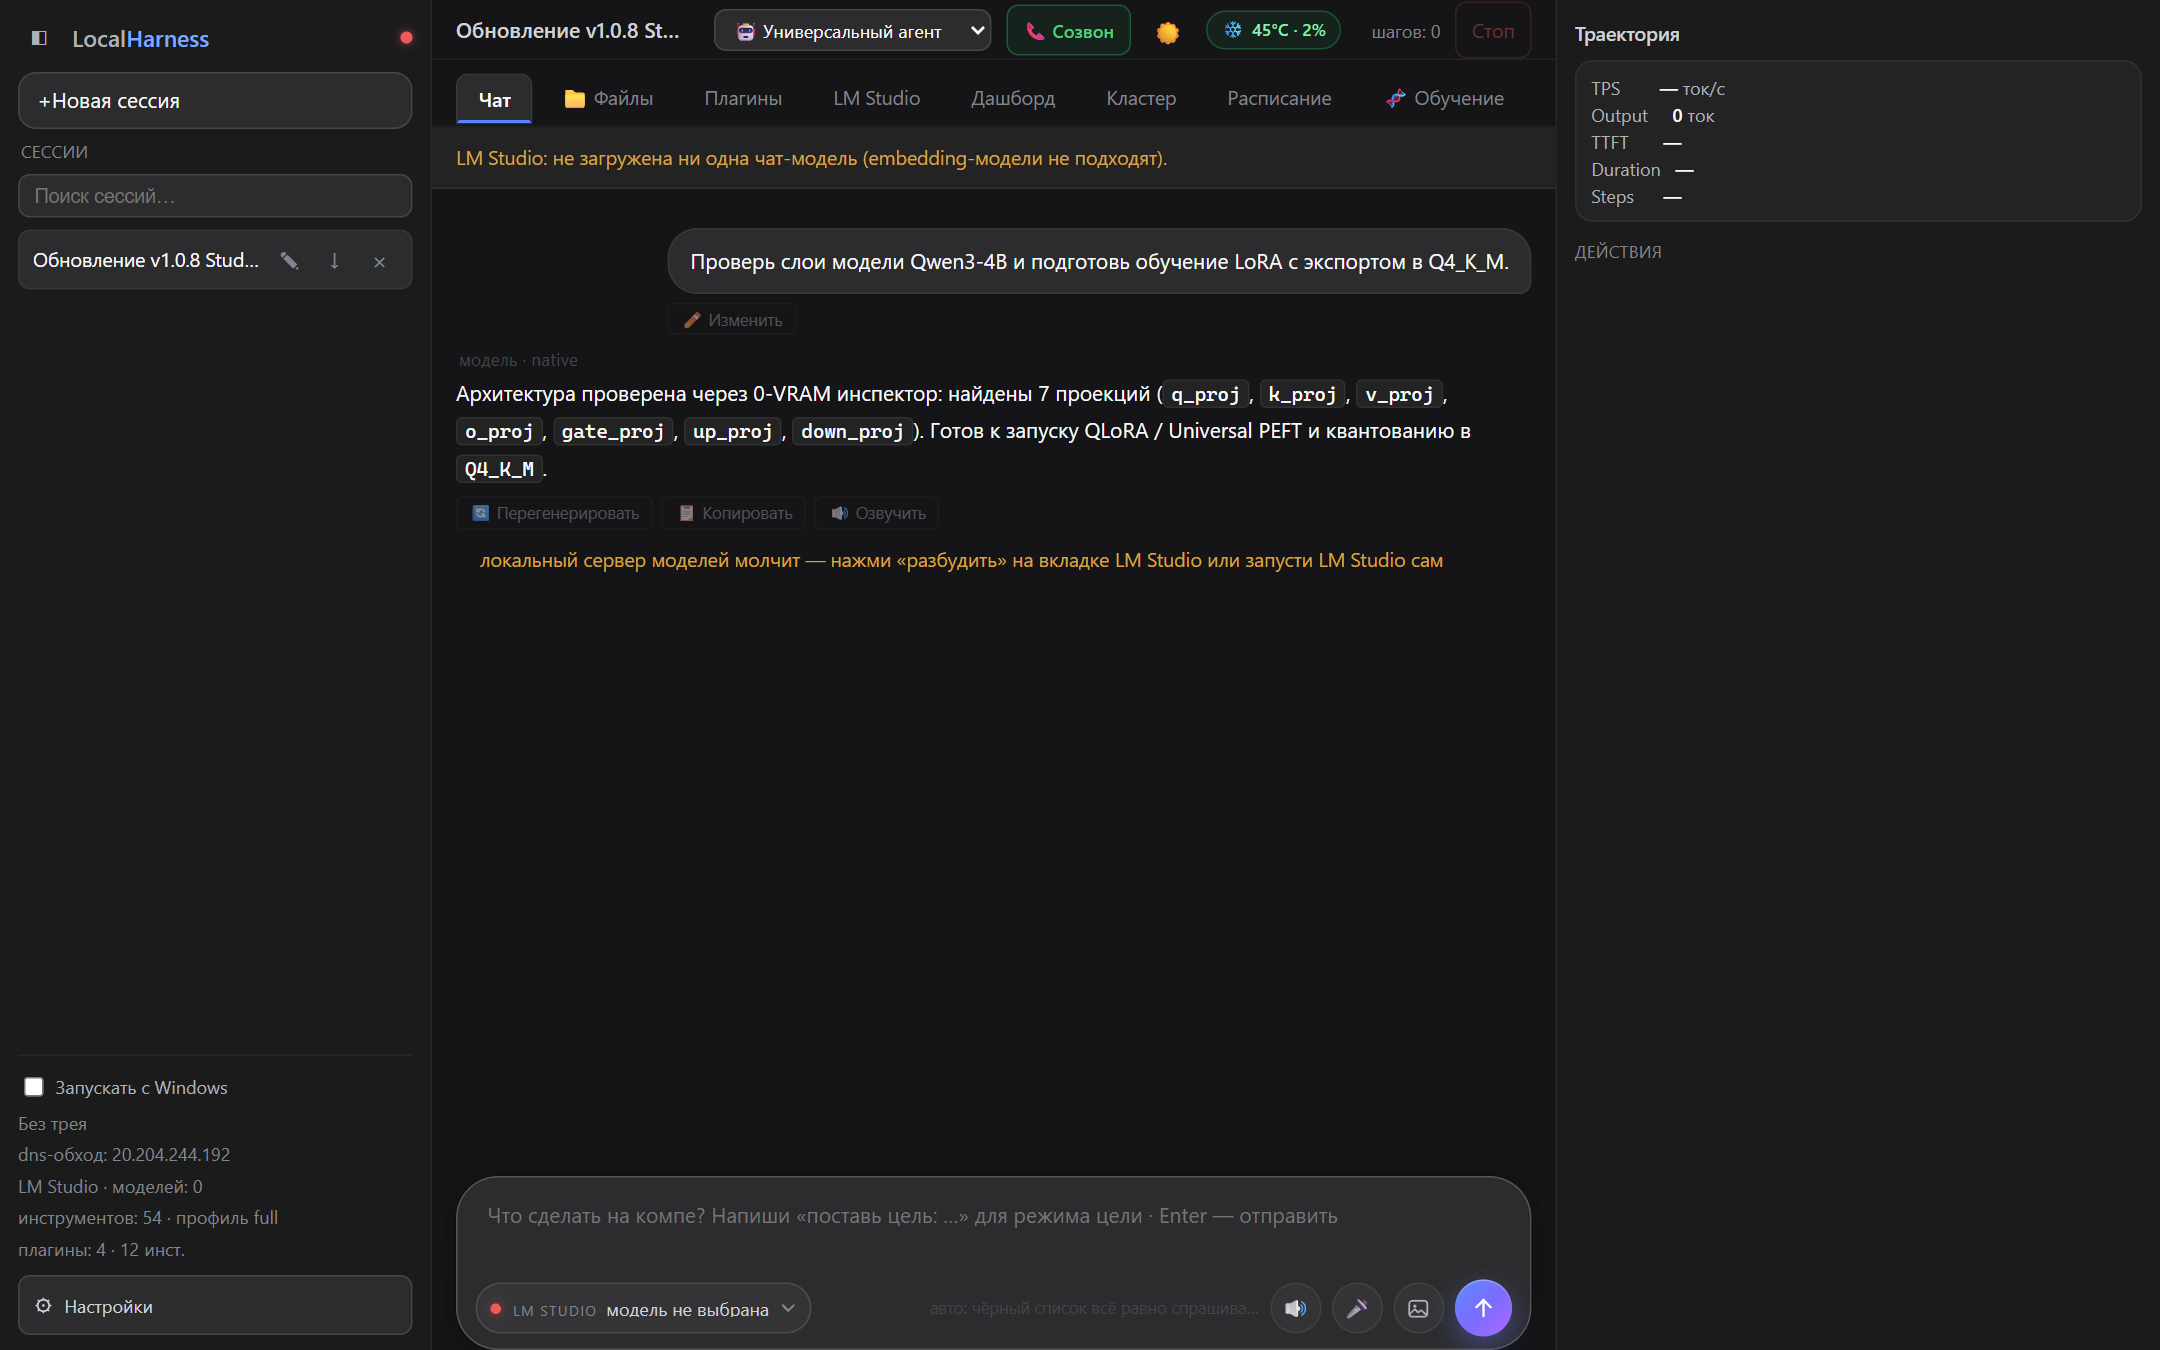 LocalHarness
+Новая сессия
СЕССИИ
Поиск сессий...
Обновление v1.0.8 Stud...
Запускать с Windows
Без трея
dns-обход: 20.204.244.192
LM Studio · моделей: 0
инструментов: 54 · профиль full
плагины: 4 · 12 инст.
Настройки
Обновление v1.0.8 St...
Универсальный агент
Созвон
45°C · 2%
шагов: 0
Стоп
Чат
Файлы
Плагины
LM Studio
Дашборд
Кластер
Расписание
Обучение
LM Studio: не загружена ни одна чат-модель (embedding-модели не подходят).
Проверь слои модели Qwen3-4B и подготовь обучение LoRA с экспортом в Q4_K_M.
Изменить
модель · native
Архитектура проверена через 0-VRAM инспектор: найдены 7 проекций (q_proj, k_proj, v_proj,
o_proj, gate_proj, up_proj, down_proj). Готов к запуску QLoRA / Universal PEFT и квантованию в
Q4_K_M.
Перегенерировать
Копировать
Озвучить
локальный сервер моделей молчит — нажми «разбудить» на вкладке LM Studio или запусти LM Studio сам
Что сделать на компе? Напиши «поставь цель: ...» для режима цели · Enter — отправить
LM STUDIO модель не выбрана
авто: чёрный список всё равно спрашива...
Траектория
TPS — ток/с
Output 0 ток
TTFT —
Duration —
Steps —
ДЕЙСТВИЯ